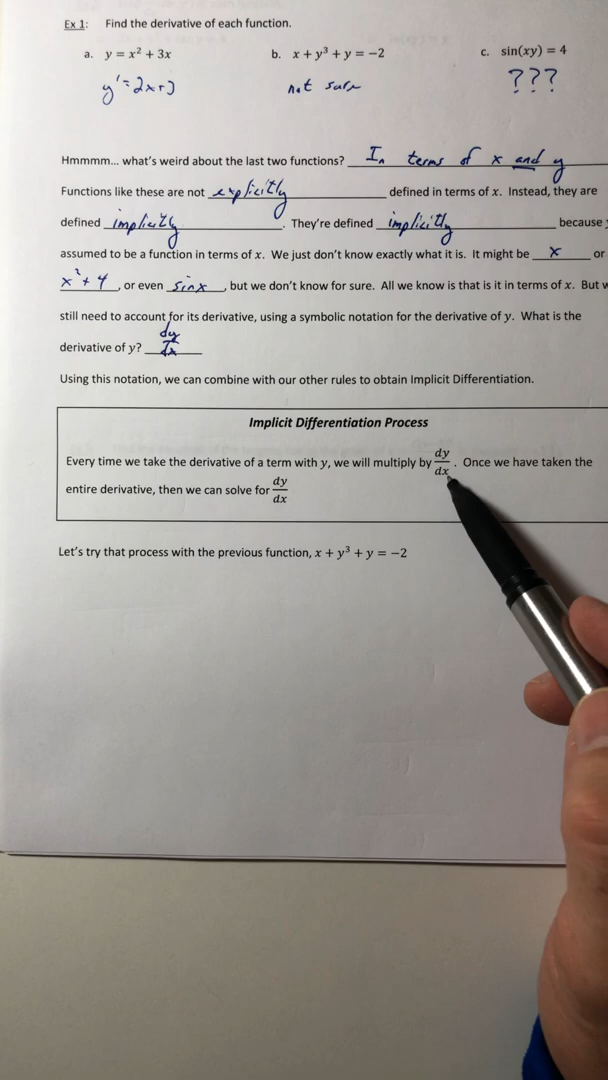 Ex 1: Find the derivative of each function.
a. y = x² + 3x b. x + y³ + y = −2 c. sin(xy) = 4
y' = 2x+3 not sure ???
Hmmmm... what's weird about the last two functions? In terms of x and y
Functions like these are not explicitly defined in terms of x. Instead, they are
defined implicitly. They're defined implicitly because
assumed to be a function in terms of x. We just don't know exactly what it is. It might be x or
x² + 4, or even sinx, but we don't know for sure. All we know is that is it in terms of x. But
still need to account for its derivative, using a symbolic notation for the derivative of y. What is the
derivative of y? dy/dx
Using this notation, we can combine with our other rules to obtain Implicit Differentiation.
Implicit Differentiation Process
Every time we take the derivative of a term with y, we will multiply by dy/dx. Once we have taken the
entire derivative, then we can solve for dy/dx
Let's try that process with the previous function, x + y³ + y = −2